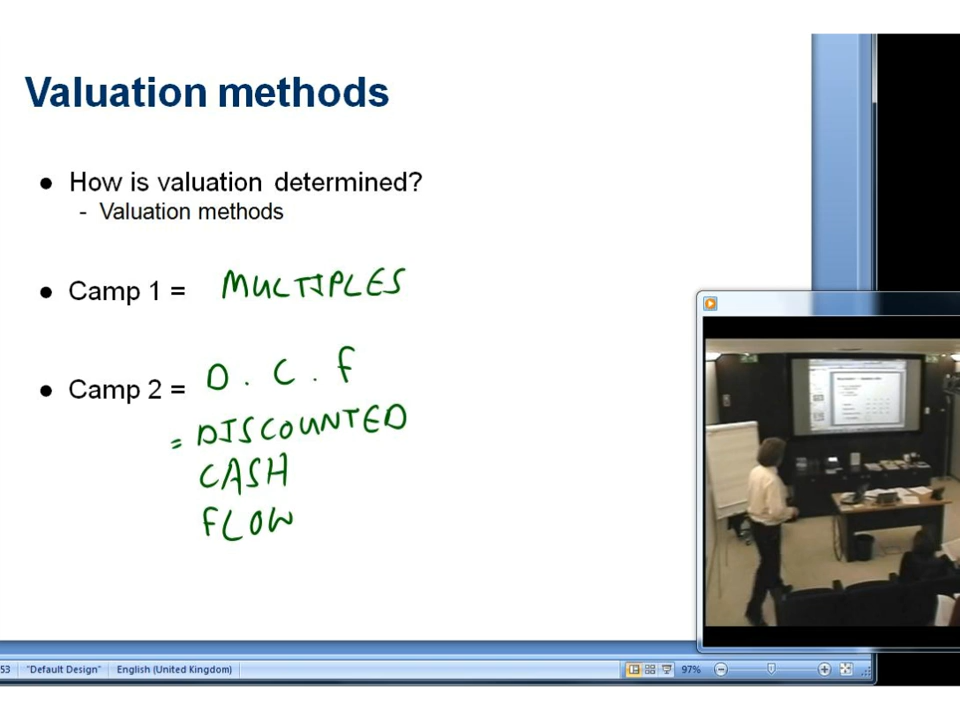 Valuation methods
● How is valuation determined?
- Valuation methods
● Camp 1 = MULTIPLES
● Camp 2 = D.C.F
= DISCOUNTED
CASH
FLOW
53 "Default Design" English (United Kingdom) 97%